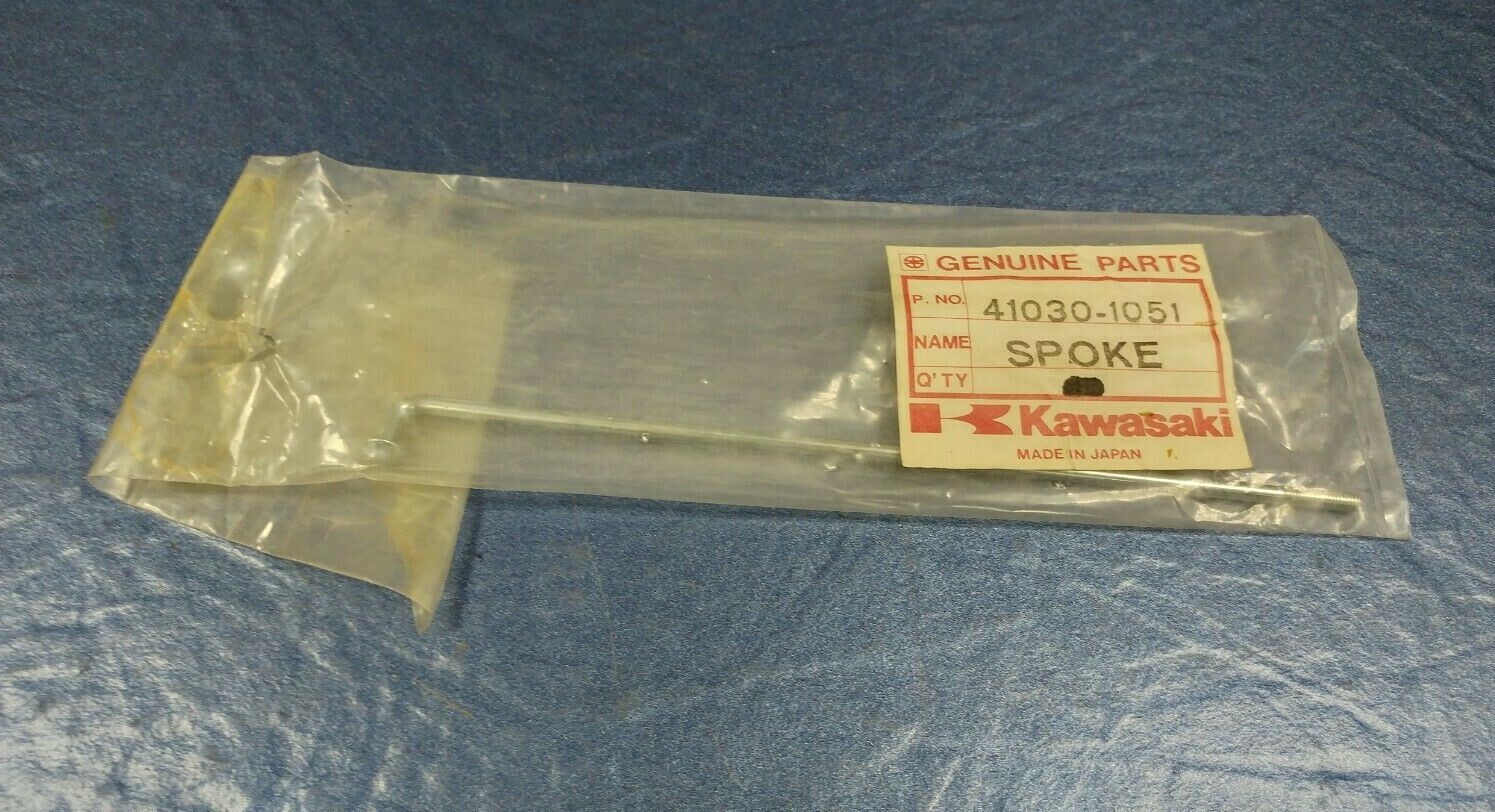 GENUINE PARTS
P. NO. 41030-1051
NAME SPOKE
Q'TY
Kawasaki
MADE IN JAPAN